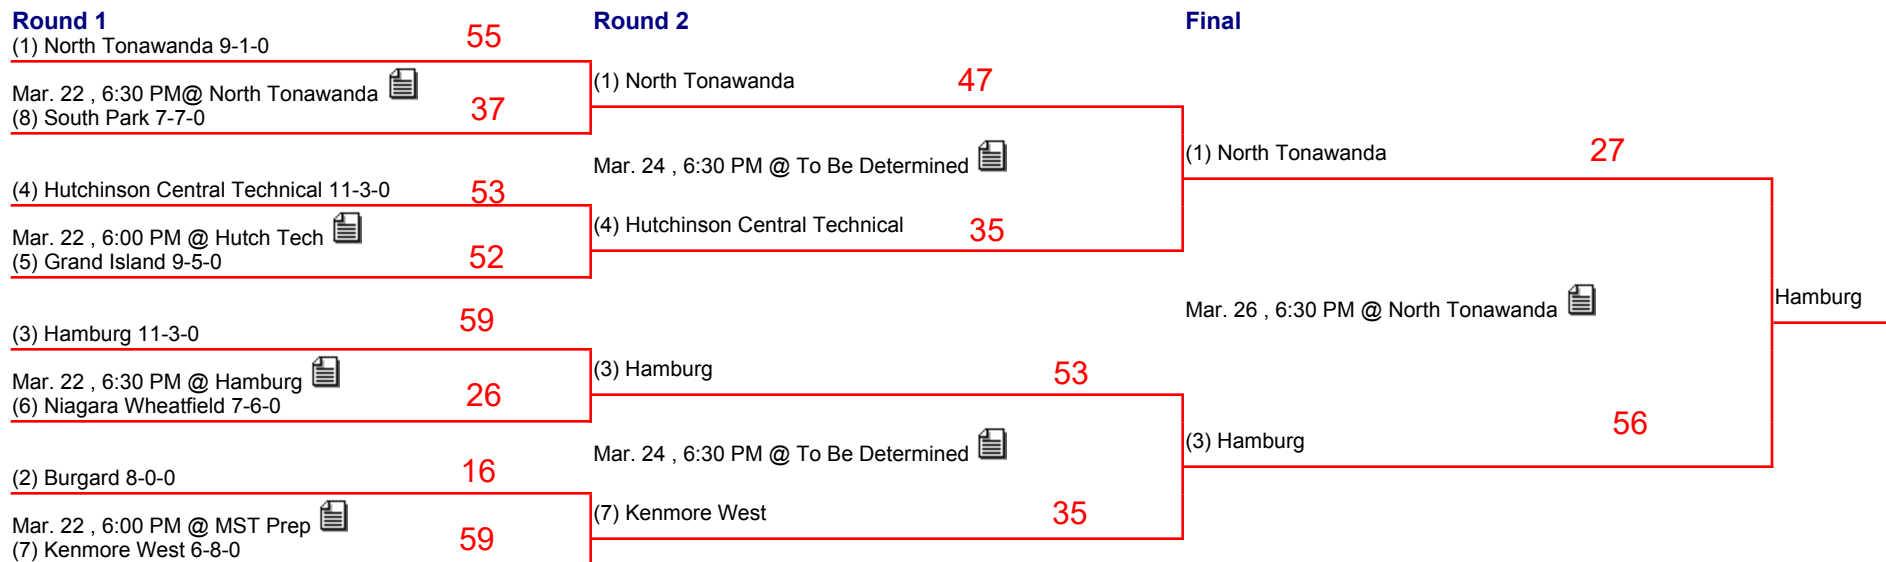 Round 1
(1) North Tonawanda 9-1-0 55
Mar. 22 , 6:30 PM@ North Tonawanda
(8) South Park 7-7-0 37
(4) Hutchinson Central Technical 11-3-0 53
Mar. 22 , 6:00 PM @ Hutch Tech
(5) Grand Island 9-5-0 52
(3) Hamburg 11-3-0 59
Mar. 22 , 6:30 PM @ Hamburg
(6) Niagara Wheatfield 7-6-0 26
(2) Burgard 8-0-0 16
Mar. 22 , 6:00 PM @ MST Prep
(7) Kenmore West 6-8-0 59
Round 2
(1) North Tonawanda 47
Mar. 24 , 6:30 PM @ To Be Determined
(4) Hutchinson Central Technical 35
(3) Hamburg 53
Mar. 24 , 6:30 PM @ To Be Determined
(7) Kenmore West 35
Final
(1) North Tonawanda 27
Mar. 26 , 6:30 PM @ North Tonawanda
(3) Hamburg 56
Hamburg